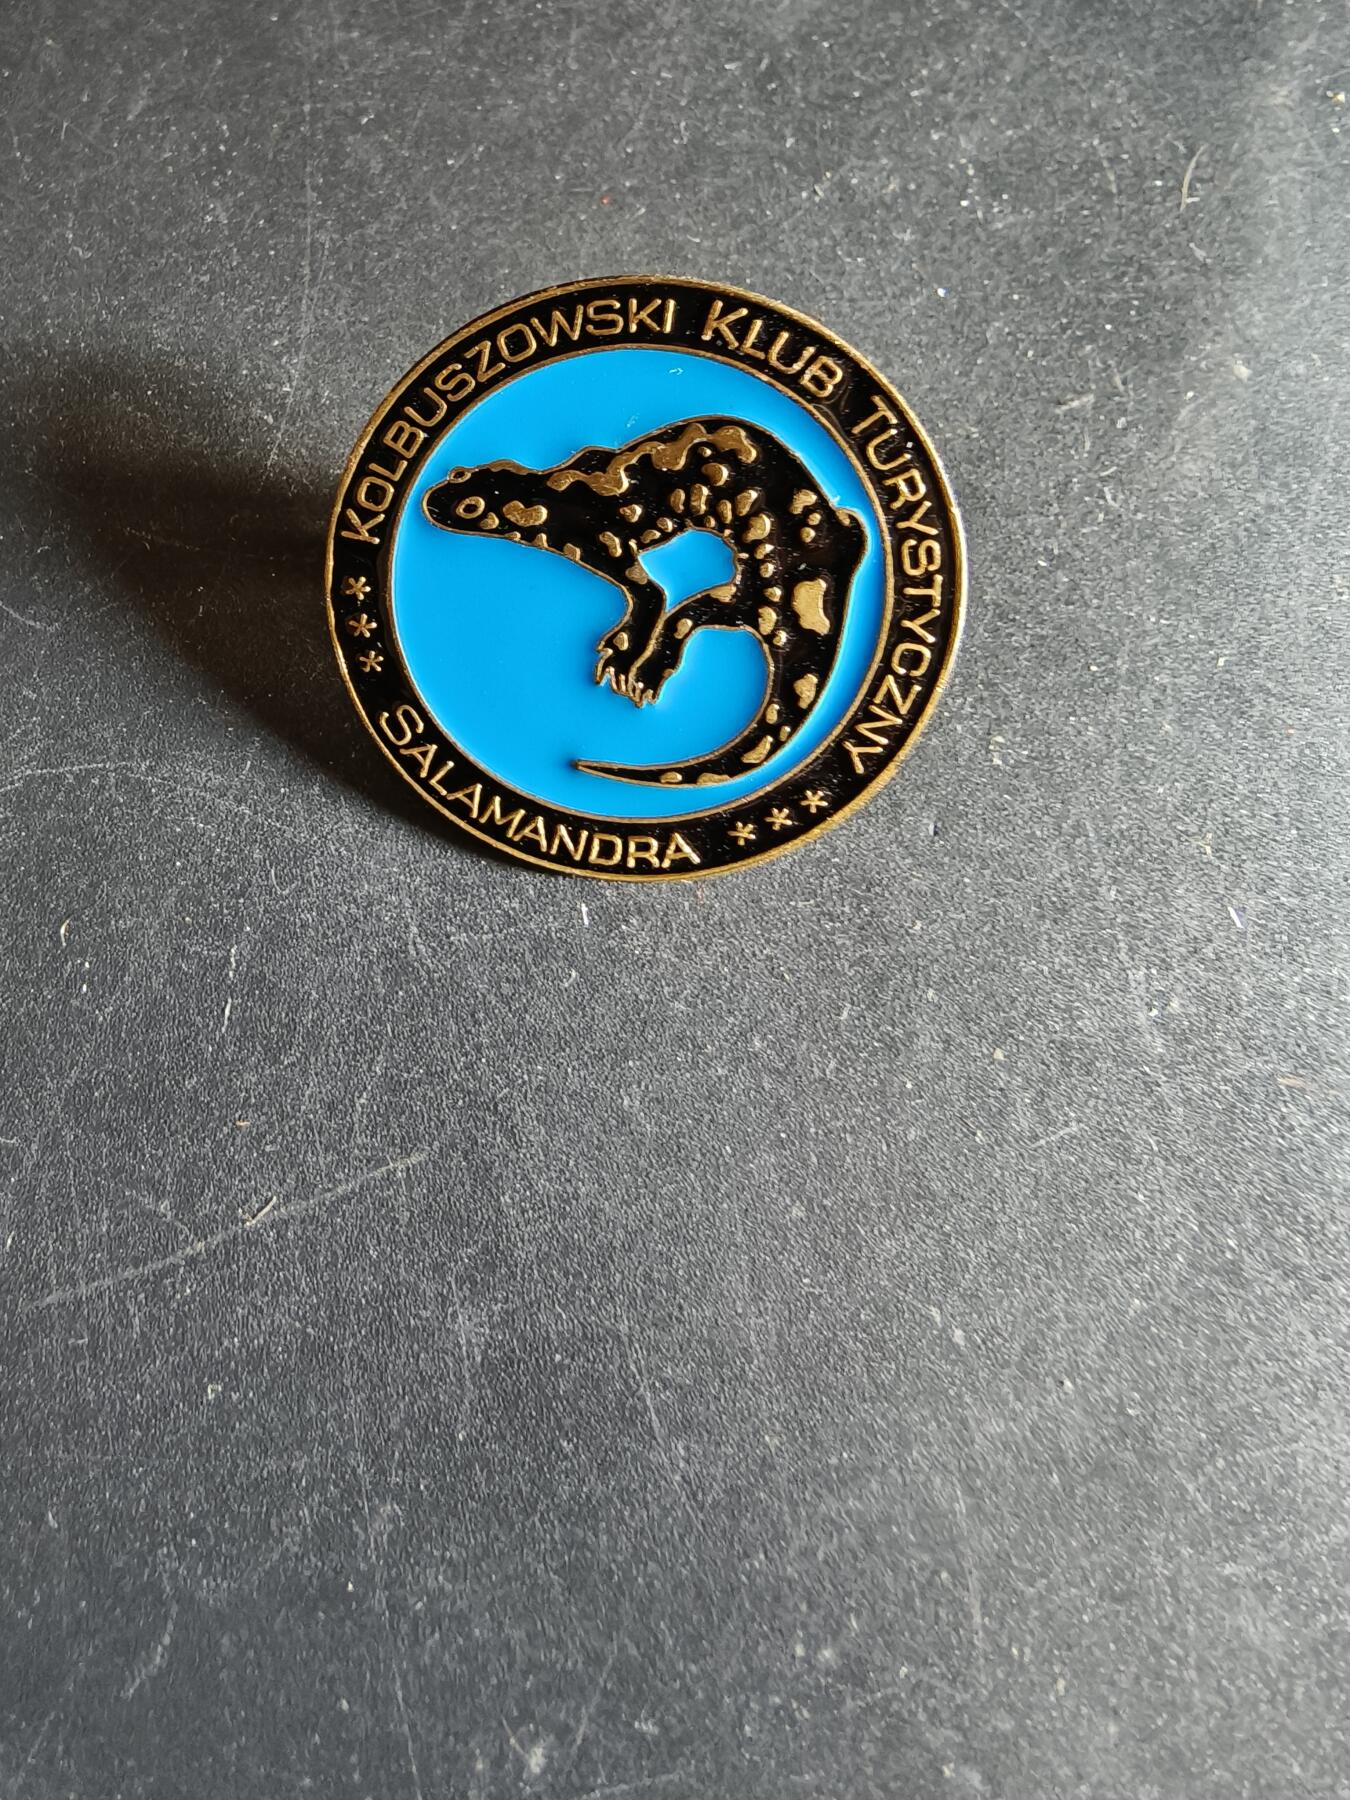 KOLBUSZOWSKI KLUB TURYSTYCZNY
*** SALAMANDRA ***